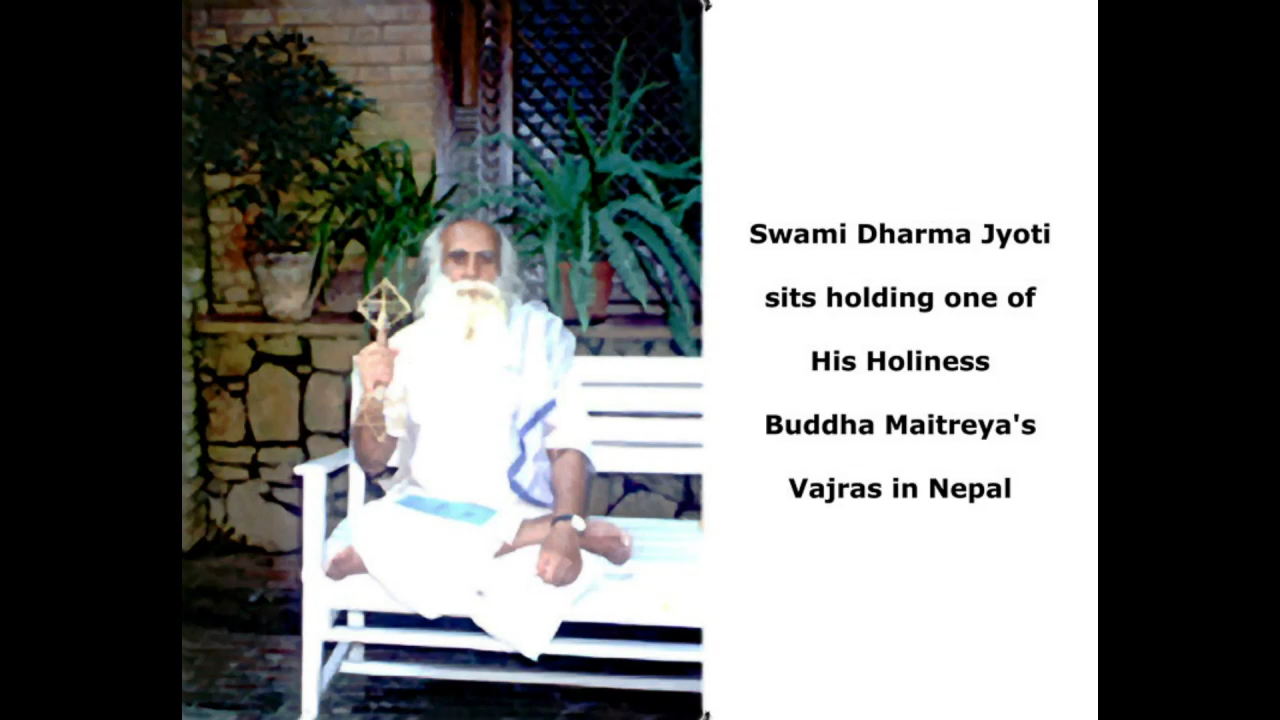 Swami Dharma Jyoti
sits holding one of
His Holiness
Buddha Maitreya's
Vajras in Nepal